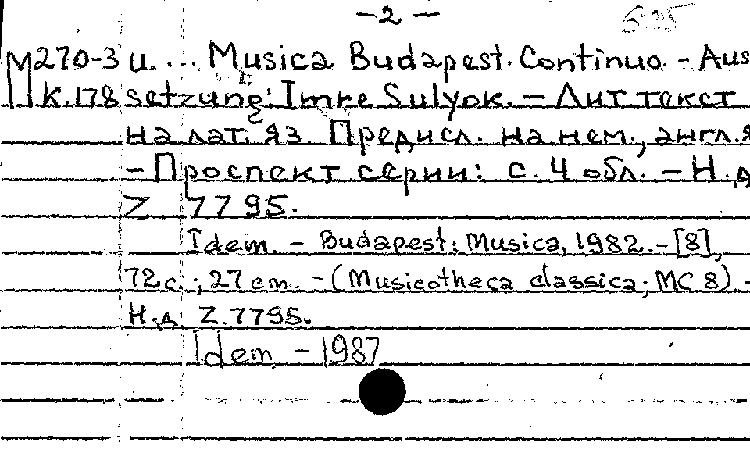 – 2 –
М270-3 u. ... Musica Budapest. Continuo. – Aus
К.178 setzung: Imre Sulyok. – Лит. текст
на лат. яз. Предисл. на нем., англ. я
– Проспект серии: с. 4 обл. – Н.д
Z 7795.
Idem. – Budapest: Musica, 1982. – [8],
72 с.; 27 cm. – (Musicotheca classica; MC 8) –
Н.д. Z.7795.
Idem. – 1987